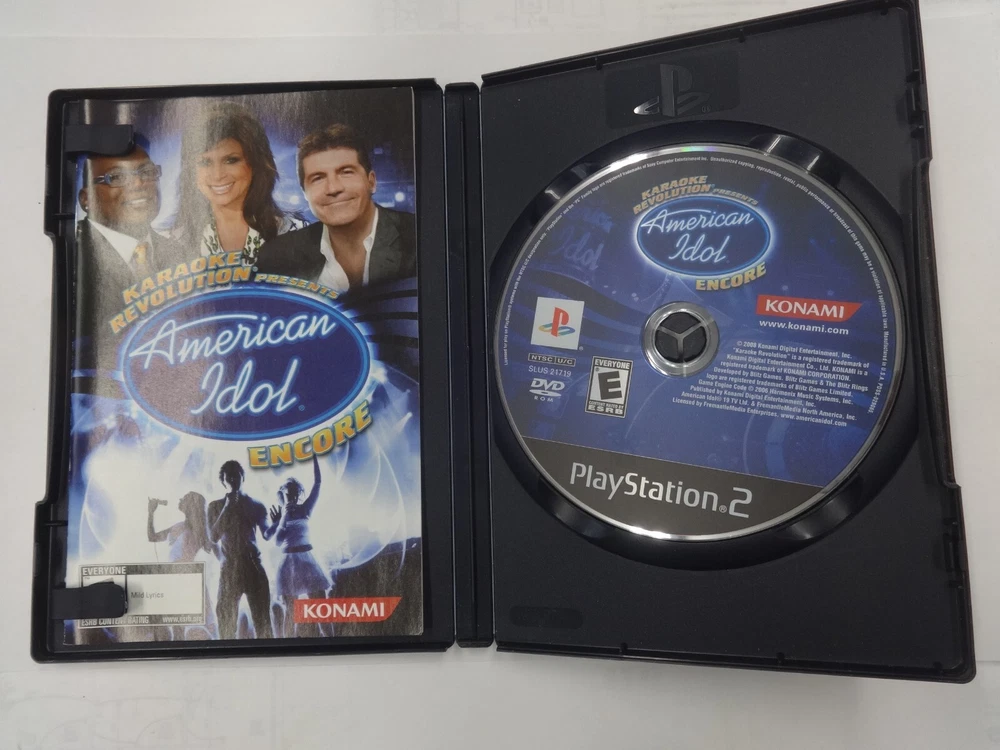 KARAOKE
REVOLUTION® PRESENTS
American
Idol®
ENCORE
EVERYONE
Mild Lyrics
ESRB CONTENT RATING www.esrb.org
KONAMI
KARAOKE
REVOLUTION® PRESENTS
American
Idol
ENCORE
KONAMI
www.konami.com
NTSC U/C
SLUS 21719
DVD
ROM
EVERYONE
E
CONTENT RATED BY
ESRB
Konami Digital Entertainment, Inc.
"Karaoke Revolution" is a registered trademark of
Konami Digital Entertainment Co., Ltd. KONAMI is a
registered trademark of KONAMI CORPORATION.
Developed by Blitz Games. Blitz Games & The Blitz Rings
logo are registered trademarks of Blitz Games Limited.
Game Engine Code © 2006 Harmonix Music Systems, Inc.
Published by Konami Digital Entertainment, Inc.
American Idol® 19 TV Ltd. & FremantleMedia North America, Inc.
Licensed by FremantleMedia Enterprises. www.americanidol.com
PlayStation®2